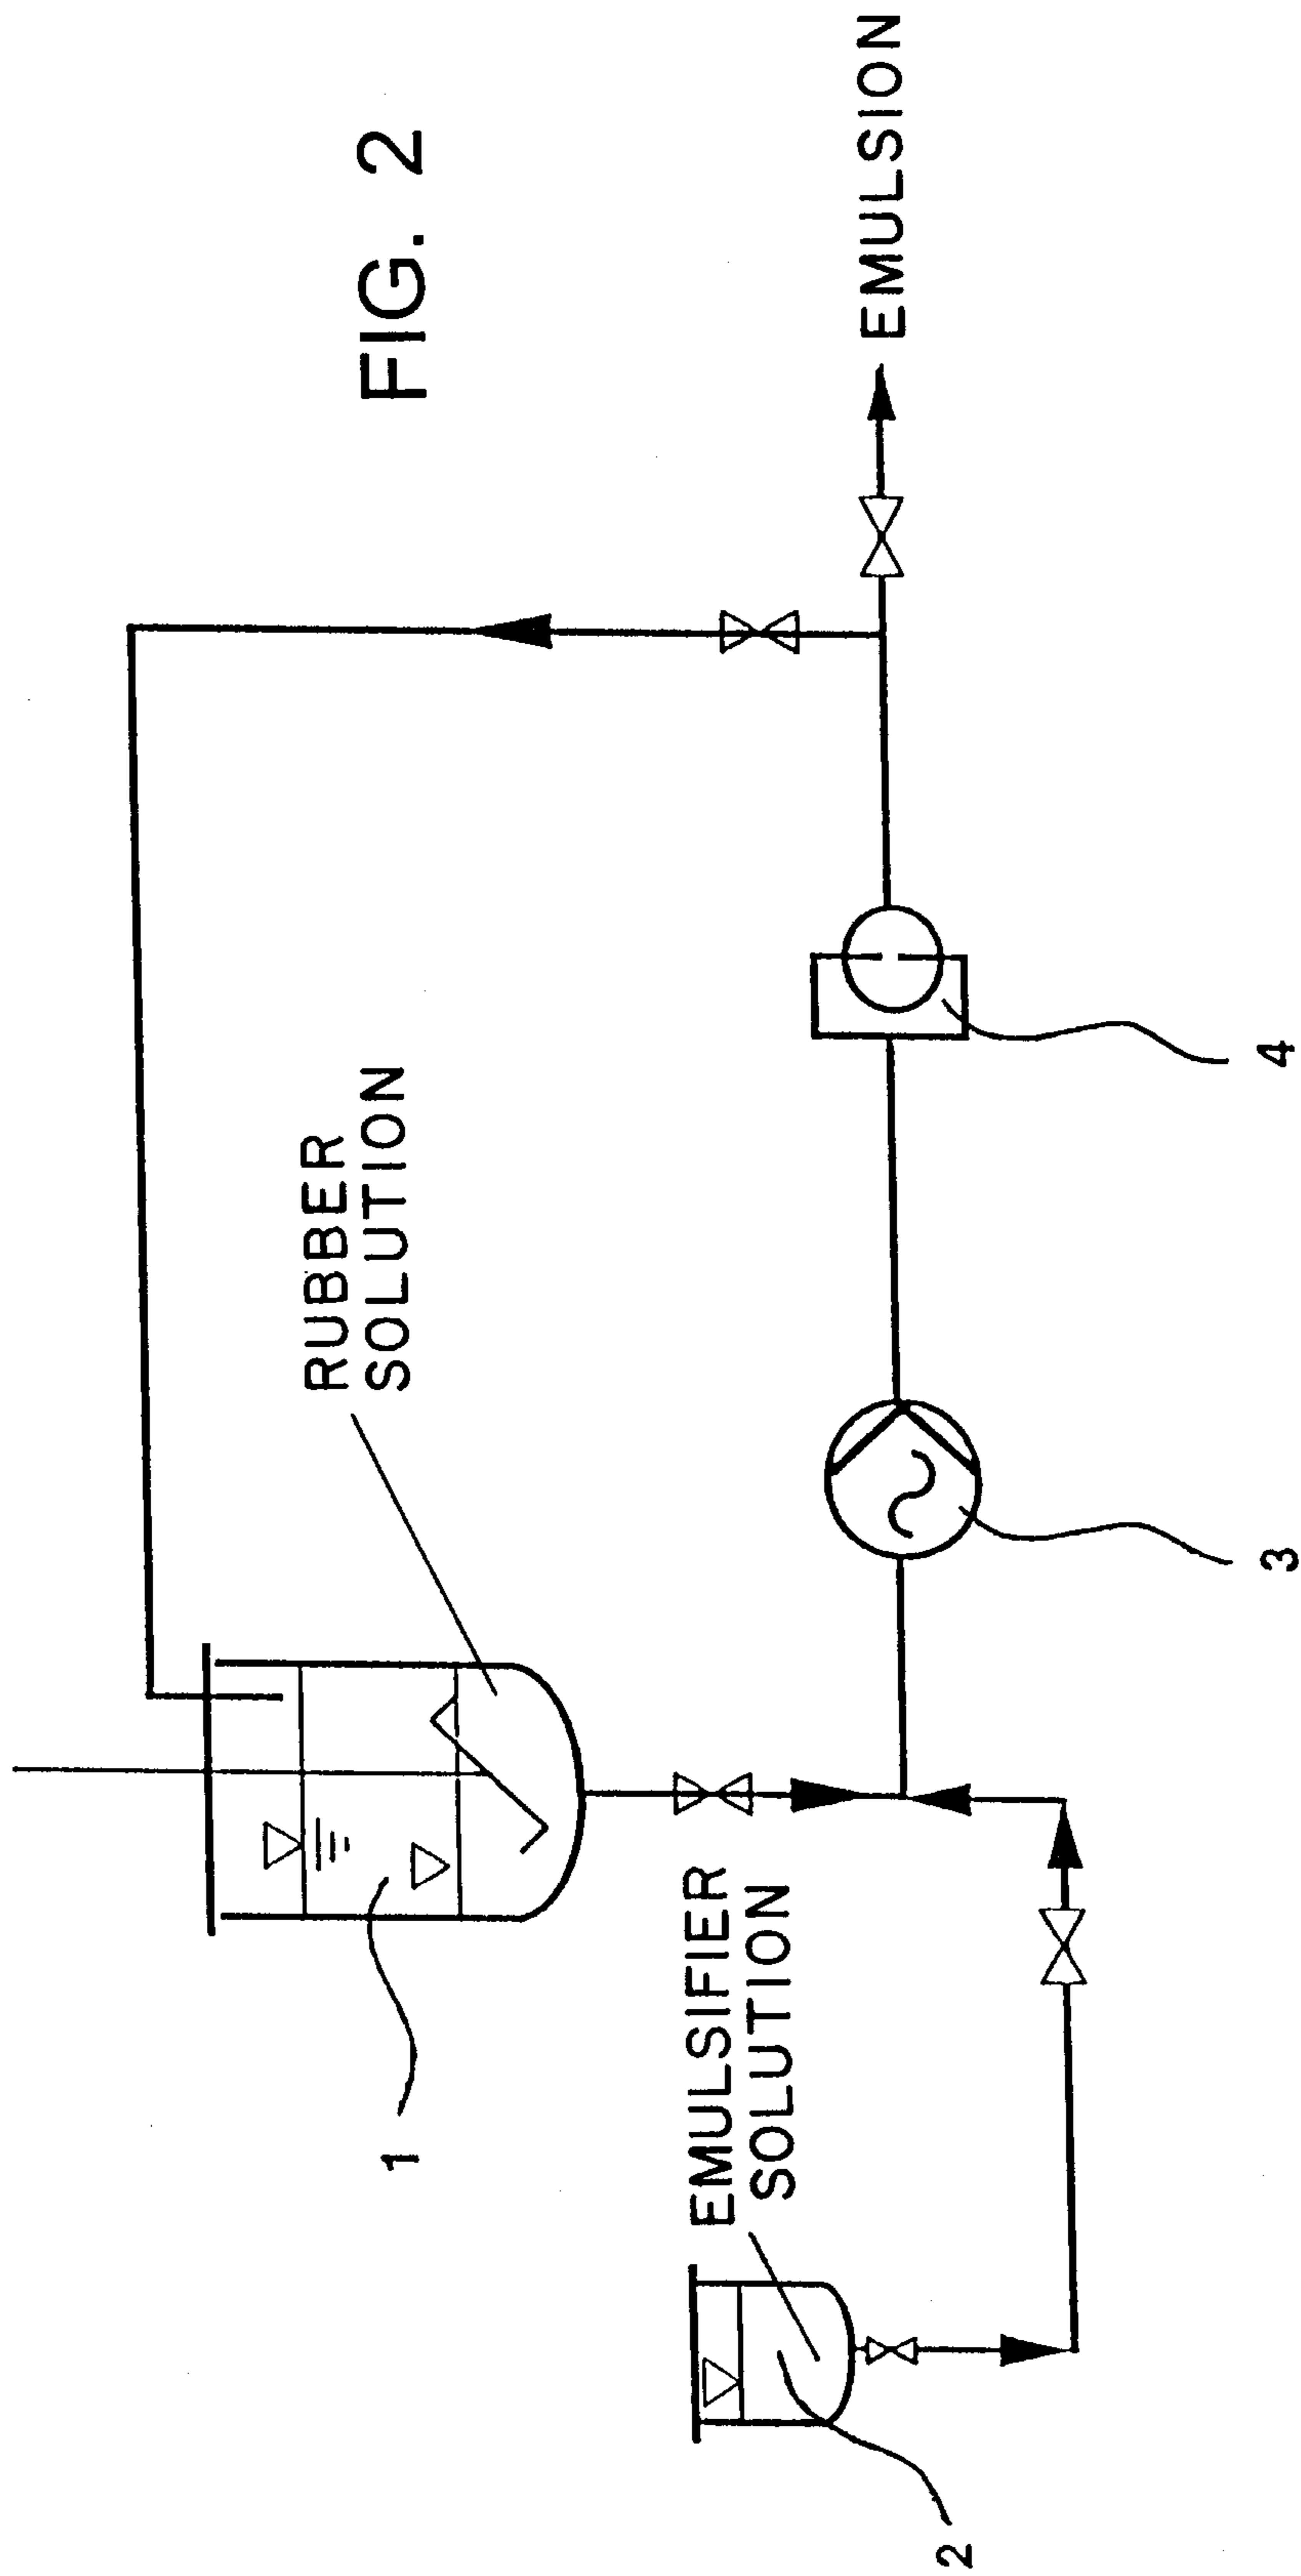 FIG. 2
RUBBER
SOLUTION
1
EMULSIFIER
SOLUTION
2
3
4
EMULSION